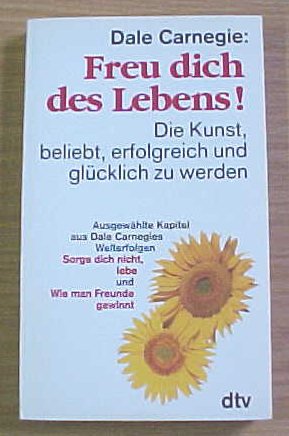 Dale Carnegie:
Freu dich
des Lebens!
Die Kunst,
beliebt, erfolgreich und
glücklich zu werden
Ausgewählte Kapitel
aus Dale Carnegies
Welterfolgen
Sorge dich nicht,
lebe
und
Wie man Freunde
gewinnt
dtv